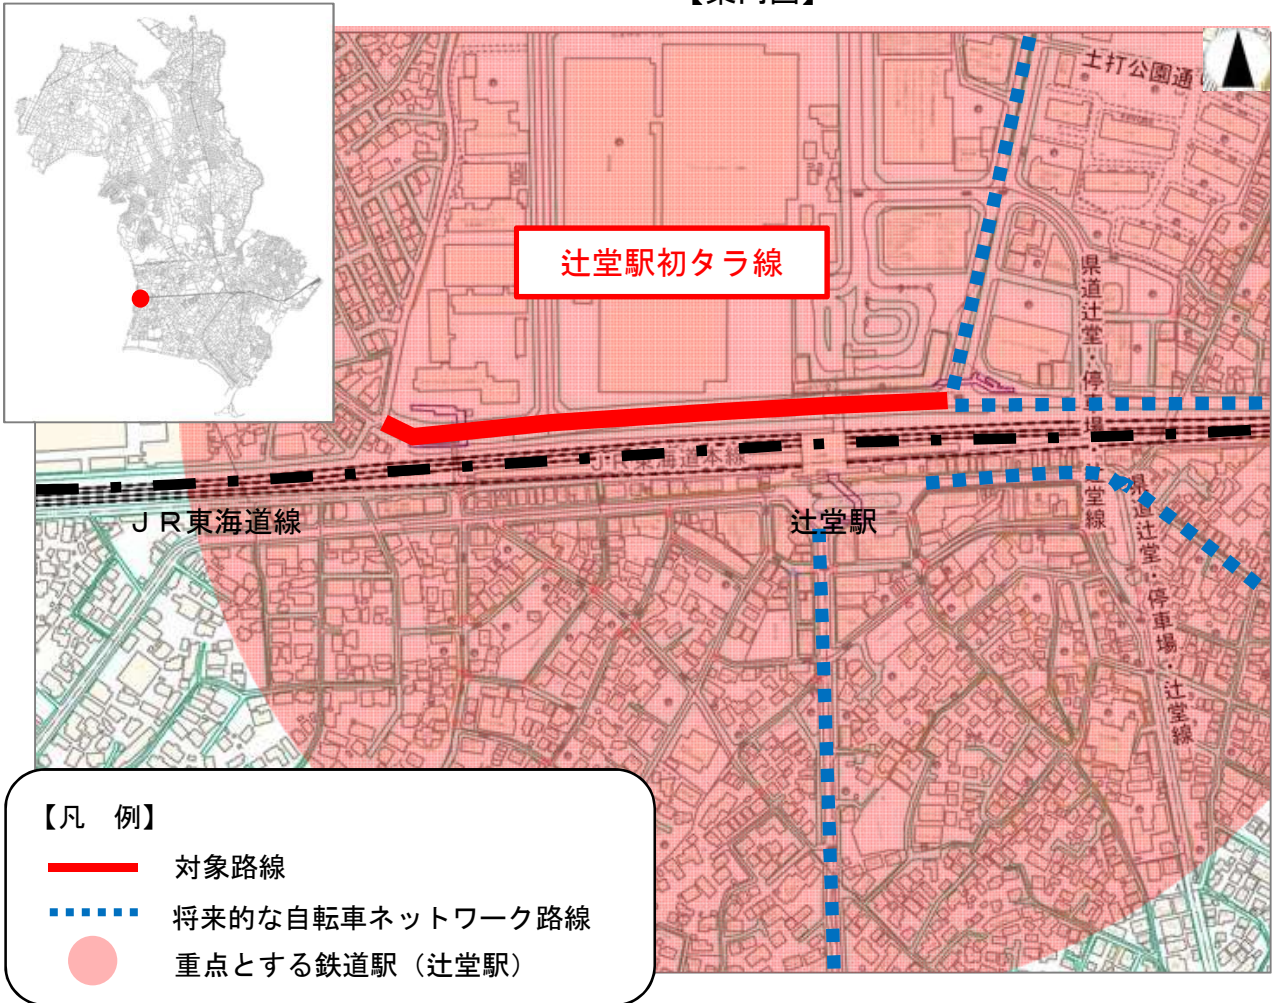 【案内図】
土打公園通り
辻堂駅初タラ線
県道辻堂・停車場・辻堂線
JR東海道本線
県道辻堂・停車場・辻堂線
ＪＲ東海道線
辻堂駅
【凡　例】
対象路線
将来的な自転車ネットワーク路線
重点とする鉄道駅（辻堂駅）